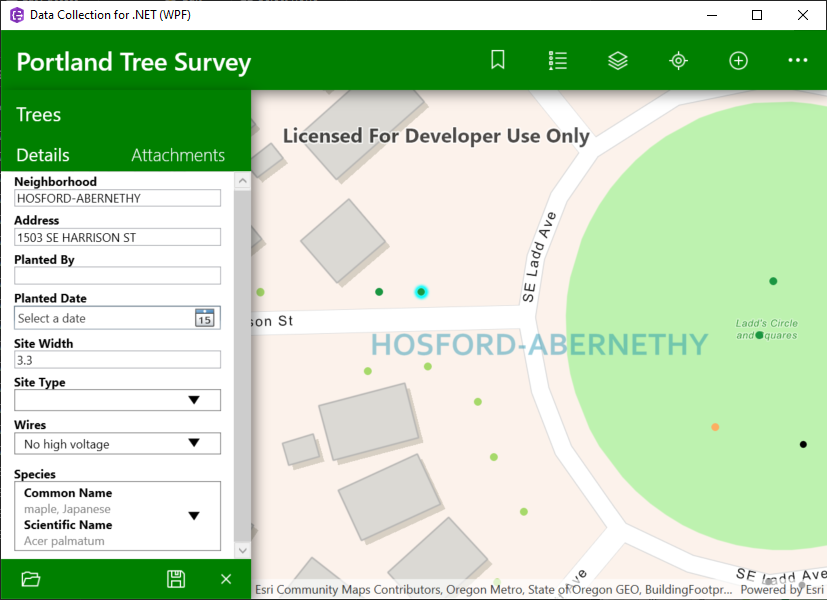 Data Collection for .NET (WPF)
Portland Tree Survey
Trees
Details Attachments
Neighborhood
HOSFORD-ABERNETHY
Address
1503 SE HARRISON ST
Planted By
Planted Date
Select a date
15
Site Width
3.3
Site Type
Wires
No high voltage
Species
Common Name
maple, Japanese
Scientific Name
Acer palmatum
Licensed For Developer Use Only
SE Ladd Ave
son St
HOSFORD-ABERNETHY
Ladd's Circle
and Squares
SE Ladd Ave
Ave
Esri Community Maps Contributors, Oregon Metro, State of Oregon GEO, BuildingFootpr...
Powered by Esri